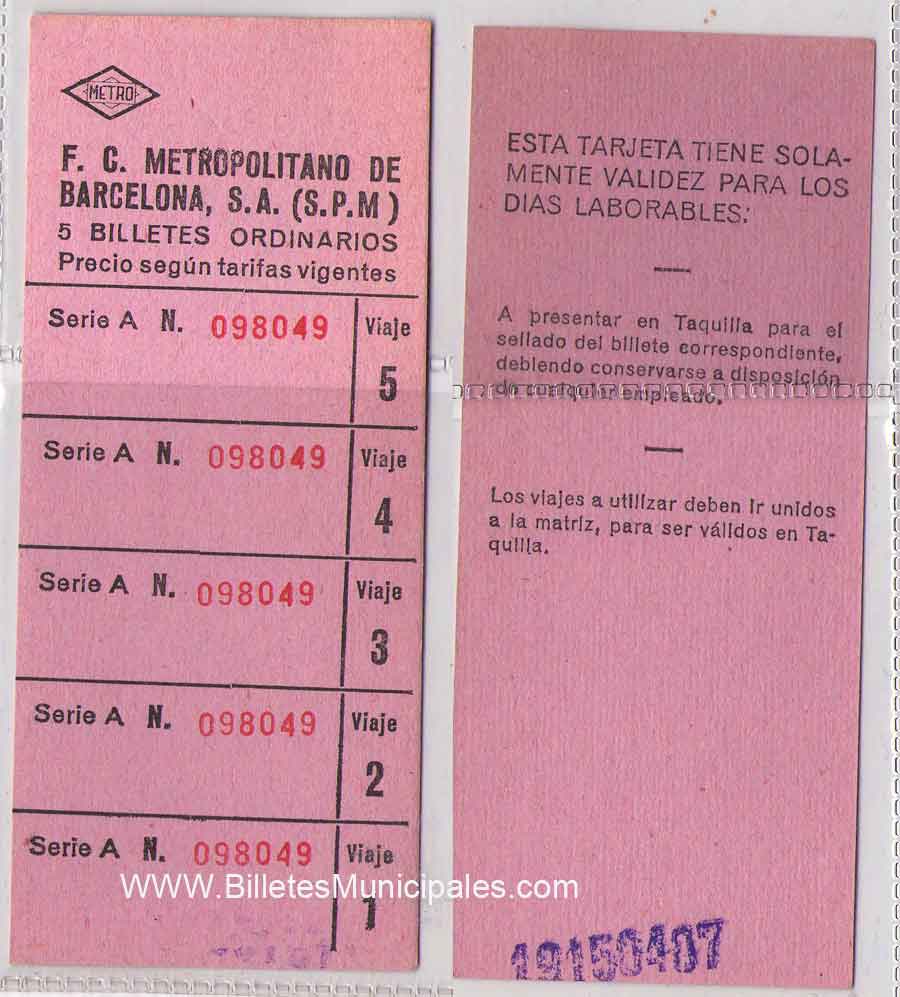 METRO
F. C. METROPOLITANO DE
BARCELONA, S.A. (S.P.M)
5 BILLETES ORDINARIOS
Precio según tarifas vigentes
Serie A N. 098049 Viaje
5
Serie A N. 098049 Viaje
4
Serie A N. 098049 Viaje
3
Serie A N. 098049 Viaje
2
Serie A N. 098049 Viaje
1
WWW.BilletesMunicipales.com
ESTA TARJETA TIENE SOLA-
MENTE VALIDEZ PARA LOS
DIAS LABORABLES:
A presentar en Taquilla para el
sellado del billete correspondiente,
debiendo conservarse a disposición
de cualquier empleado.
Los viajes a utilizar deben ir unidos
a la matriz, para ser válidos en Ta-
quilla.
19150407